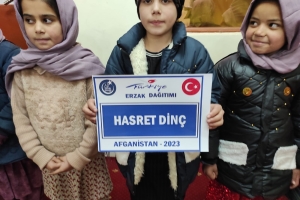 Türkiye
ERZAK DAĞITIMI
HASRET DİNÇ
AFGANİSTAN - 2023